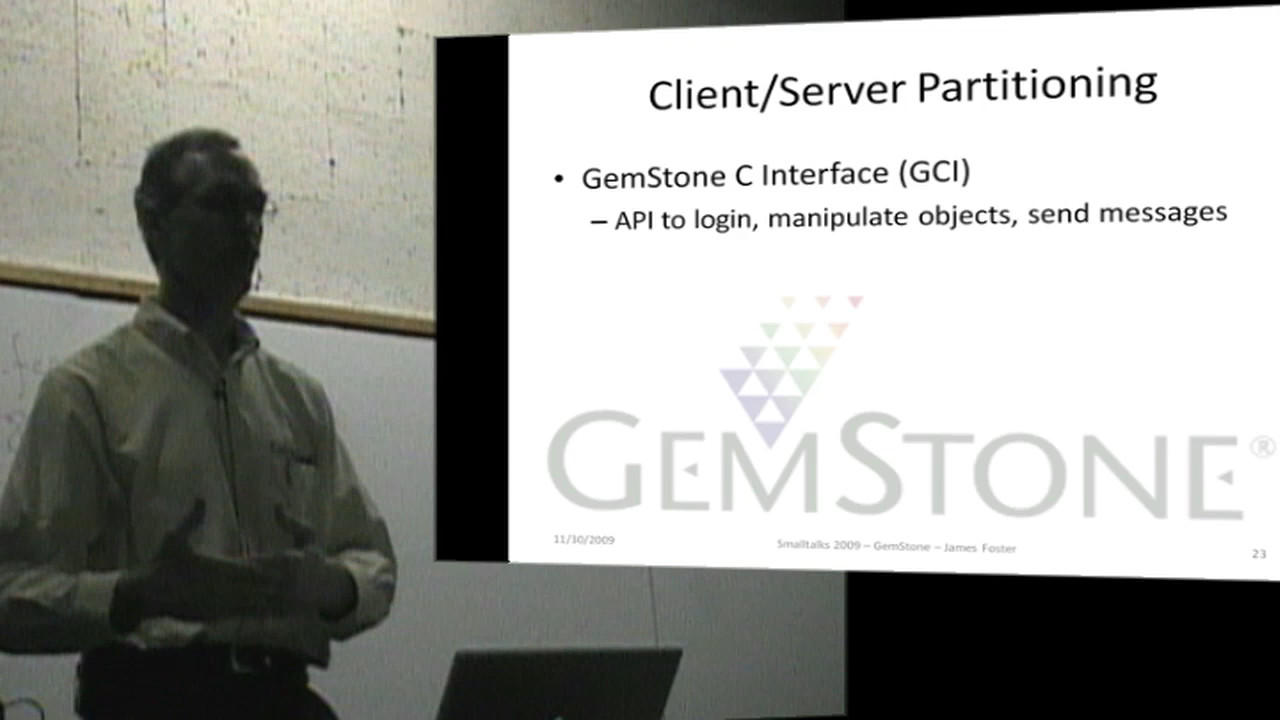 Client/Server Partitioning
• GemStone C Interface (GCI)
– API to login, manipulate objects, send messages
GEMSTONE®
11/10/2009
Smalltalks 2009 – GemStone – James Foster
23